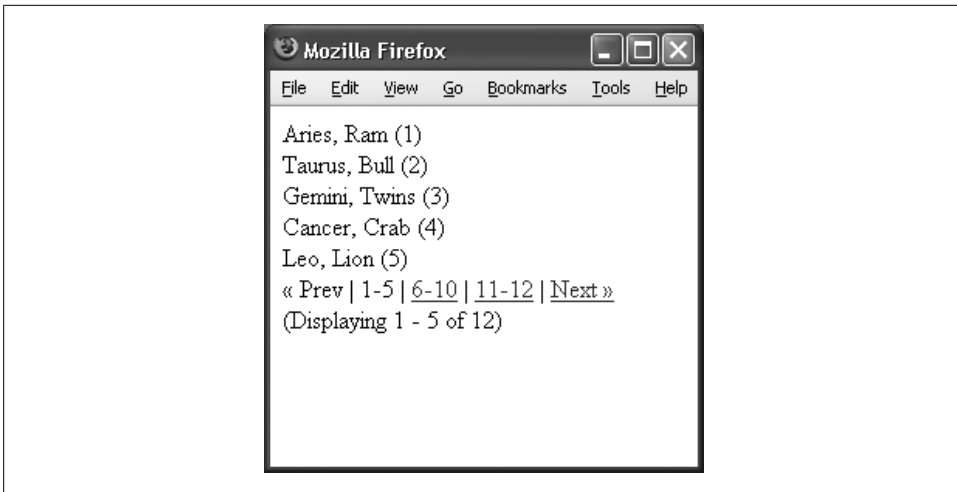 Mozilla Firefox
File Edit View Go Bookmarks Tools Help
Aries, Ram (1)
Taurus, Bull (2)
Gemini, Twins (3)
Cancer, Crab (4)
Leo, Lion (5)
« Prev | 1-5 | 6-10 | 11-12 | Next »
(Displaying 1 - 5 of 12)